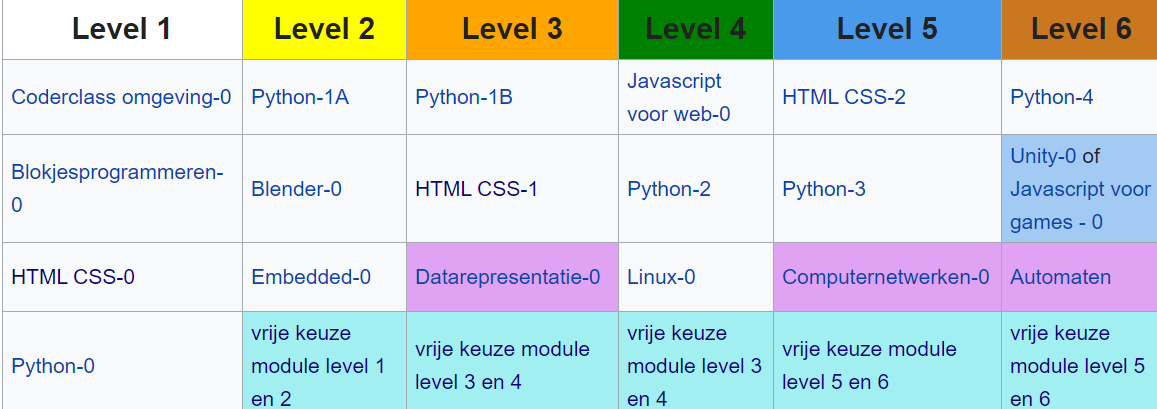 Level 1 Level 2 Level 3 Level 4 Level 5 Level 6
Coderclass omgeving-0
Python-1A
Python-1B
Javascript
voor web-0
HTML CSS-2
Python-4
Blokjesprogrammeren-
0
Blender-0
HTML CSS-1
Python-2
Python-3
Unity-0 of
Javascript voor
games - 0
HTML CSS-0
Embedded-0
Datarepresentatie-0
Linux-0
Computernetwerken-0
Automaten
Python-0
vrije keuze
module level 1
en 2
vrije keuze module
level 3 en 4
vrije keuze
module level 3
en 4
vrije keuze module
level 5 en 6
vrije keuze
module level 5
en 6